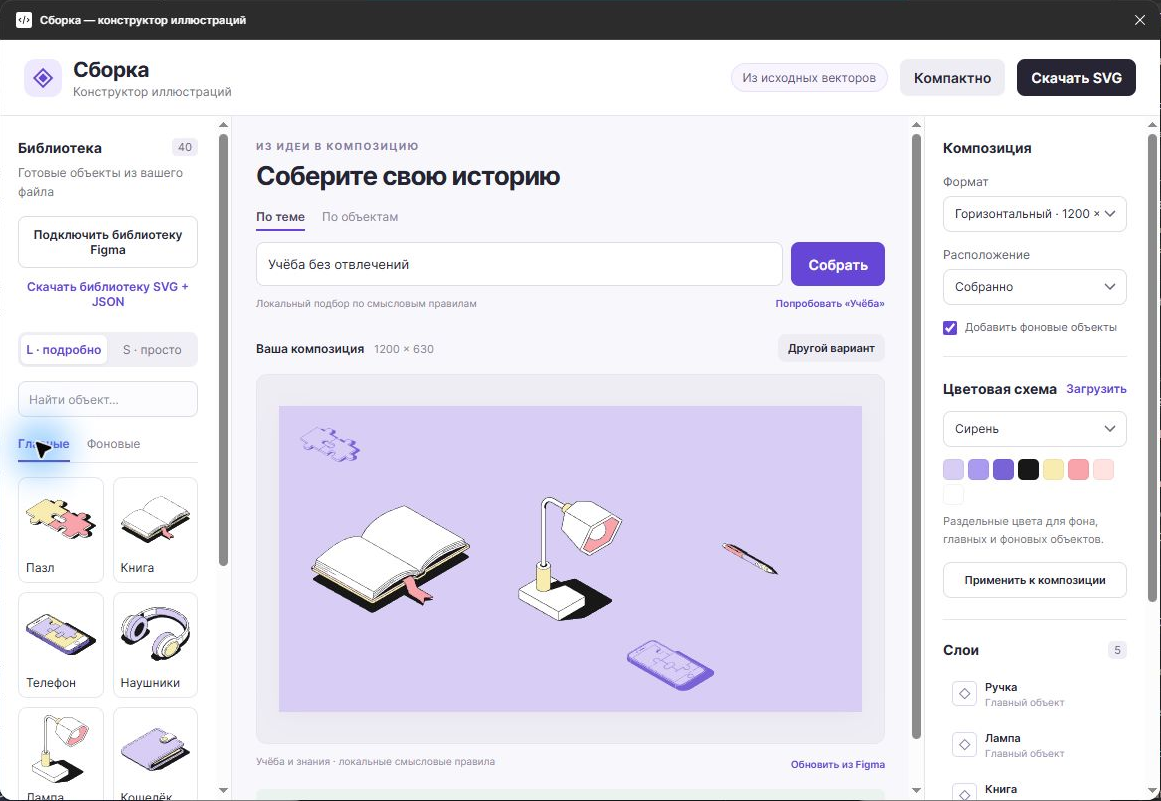 Сборка — конструктор иллюстраций
Сборка
Конструктор иллюстраций
Из исходных векторов
Компактно
Скачать SVG
Библиотека
40
Готовые объекты из вашего
файла
Подключить библиотеку
Figma
Скачать библиотеку SVG +
JSON
L · подробно
S · просто
Найти объект...
Главные
Фоновые
Пазл
Книга
Телефон
Наушники
Лампа
Кошелёк
ИЗ ИДЕИ В КОМПОЗИЦИЮ
Соберите свою историю
По теме
По объектам
Учёба без отвлечений
Собрать
Локальный подбор по смысловым правилам
Попробовать «Учёба»
Ваша композиция
1200 × 630
Другой вариант
Учёба и знания · локальные смысловые правила
Обновить из Figma
Композиция
Формат
Горизонтальный · 1200 ×
Расположение
Собранно
Добавить фоновые объекты
Цветовая схема
Загрузить
Сирень
Раздельные цвета для фона,
главных и фоновых объектов.
Применить к композиции
Слои
5
Ручка
Главный объект
Лампа
Главный объект
Книга